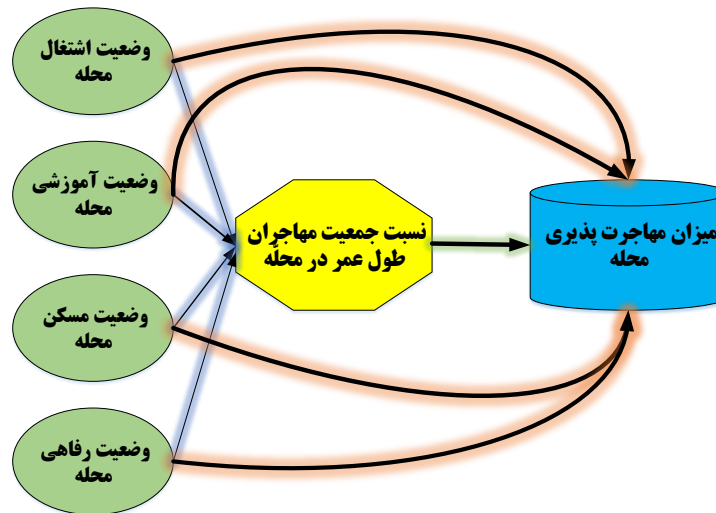 وضعیت اشتغال
محله
وضعیت آموزشی
محله
نسبت جمعیت مهاجران
طول عمر در محلّه
میزان مهاجرت پذیری
محله
وضعیت مسکن
محله
وضعیت رفاهی
محله